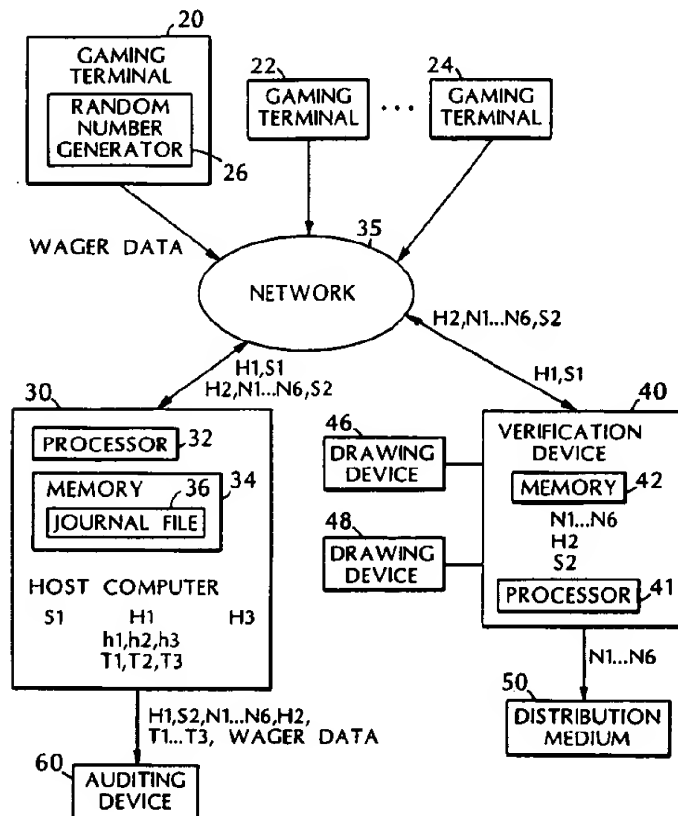 20
GAMING
TERMINAL
RANDOM
NUMBER
GENERATOR
26
22
GAMING
TERMINAL
...
24
GAMING
TERMINAL
WAGER DATA
35
NETWORK
H2,N1...N6,S2
H1,S1
H1,S1
H2,N1...N6,S2
30
PROCESSOR
32
MEMORY
34
36
JOURNAL FILE
HOST COMPUTER
S1 H1 H3
h1,h2,h3
T1,T2,T3
46
DRAWING
DEVICE
48
DRAWING
DEVICE
40
VERIFICATION
DEVICE
MEMORY
42
N1...N6
H2
S2
PROCESSOR
41
N1...N6
50
DISTRIBUTION
MEDIUM
H1,S2,N1...N6,H2,
T1...T3, WAGER DATA
60
AUDITING
DEVICE